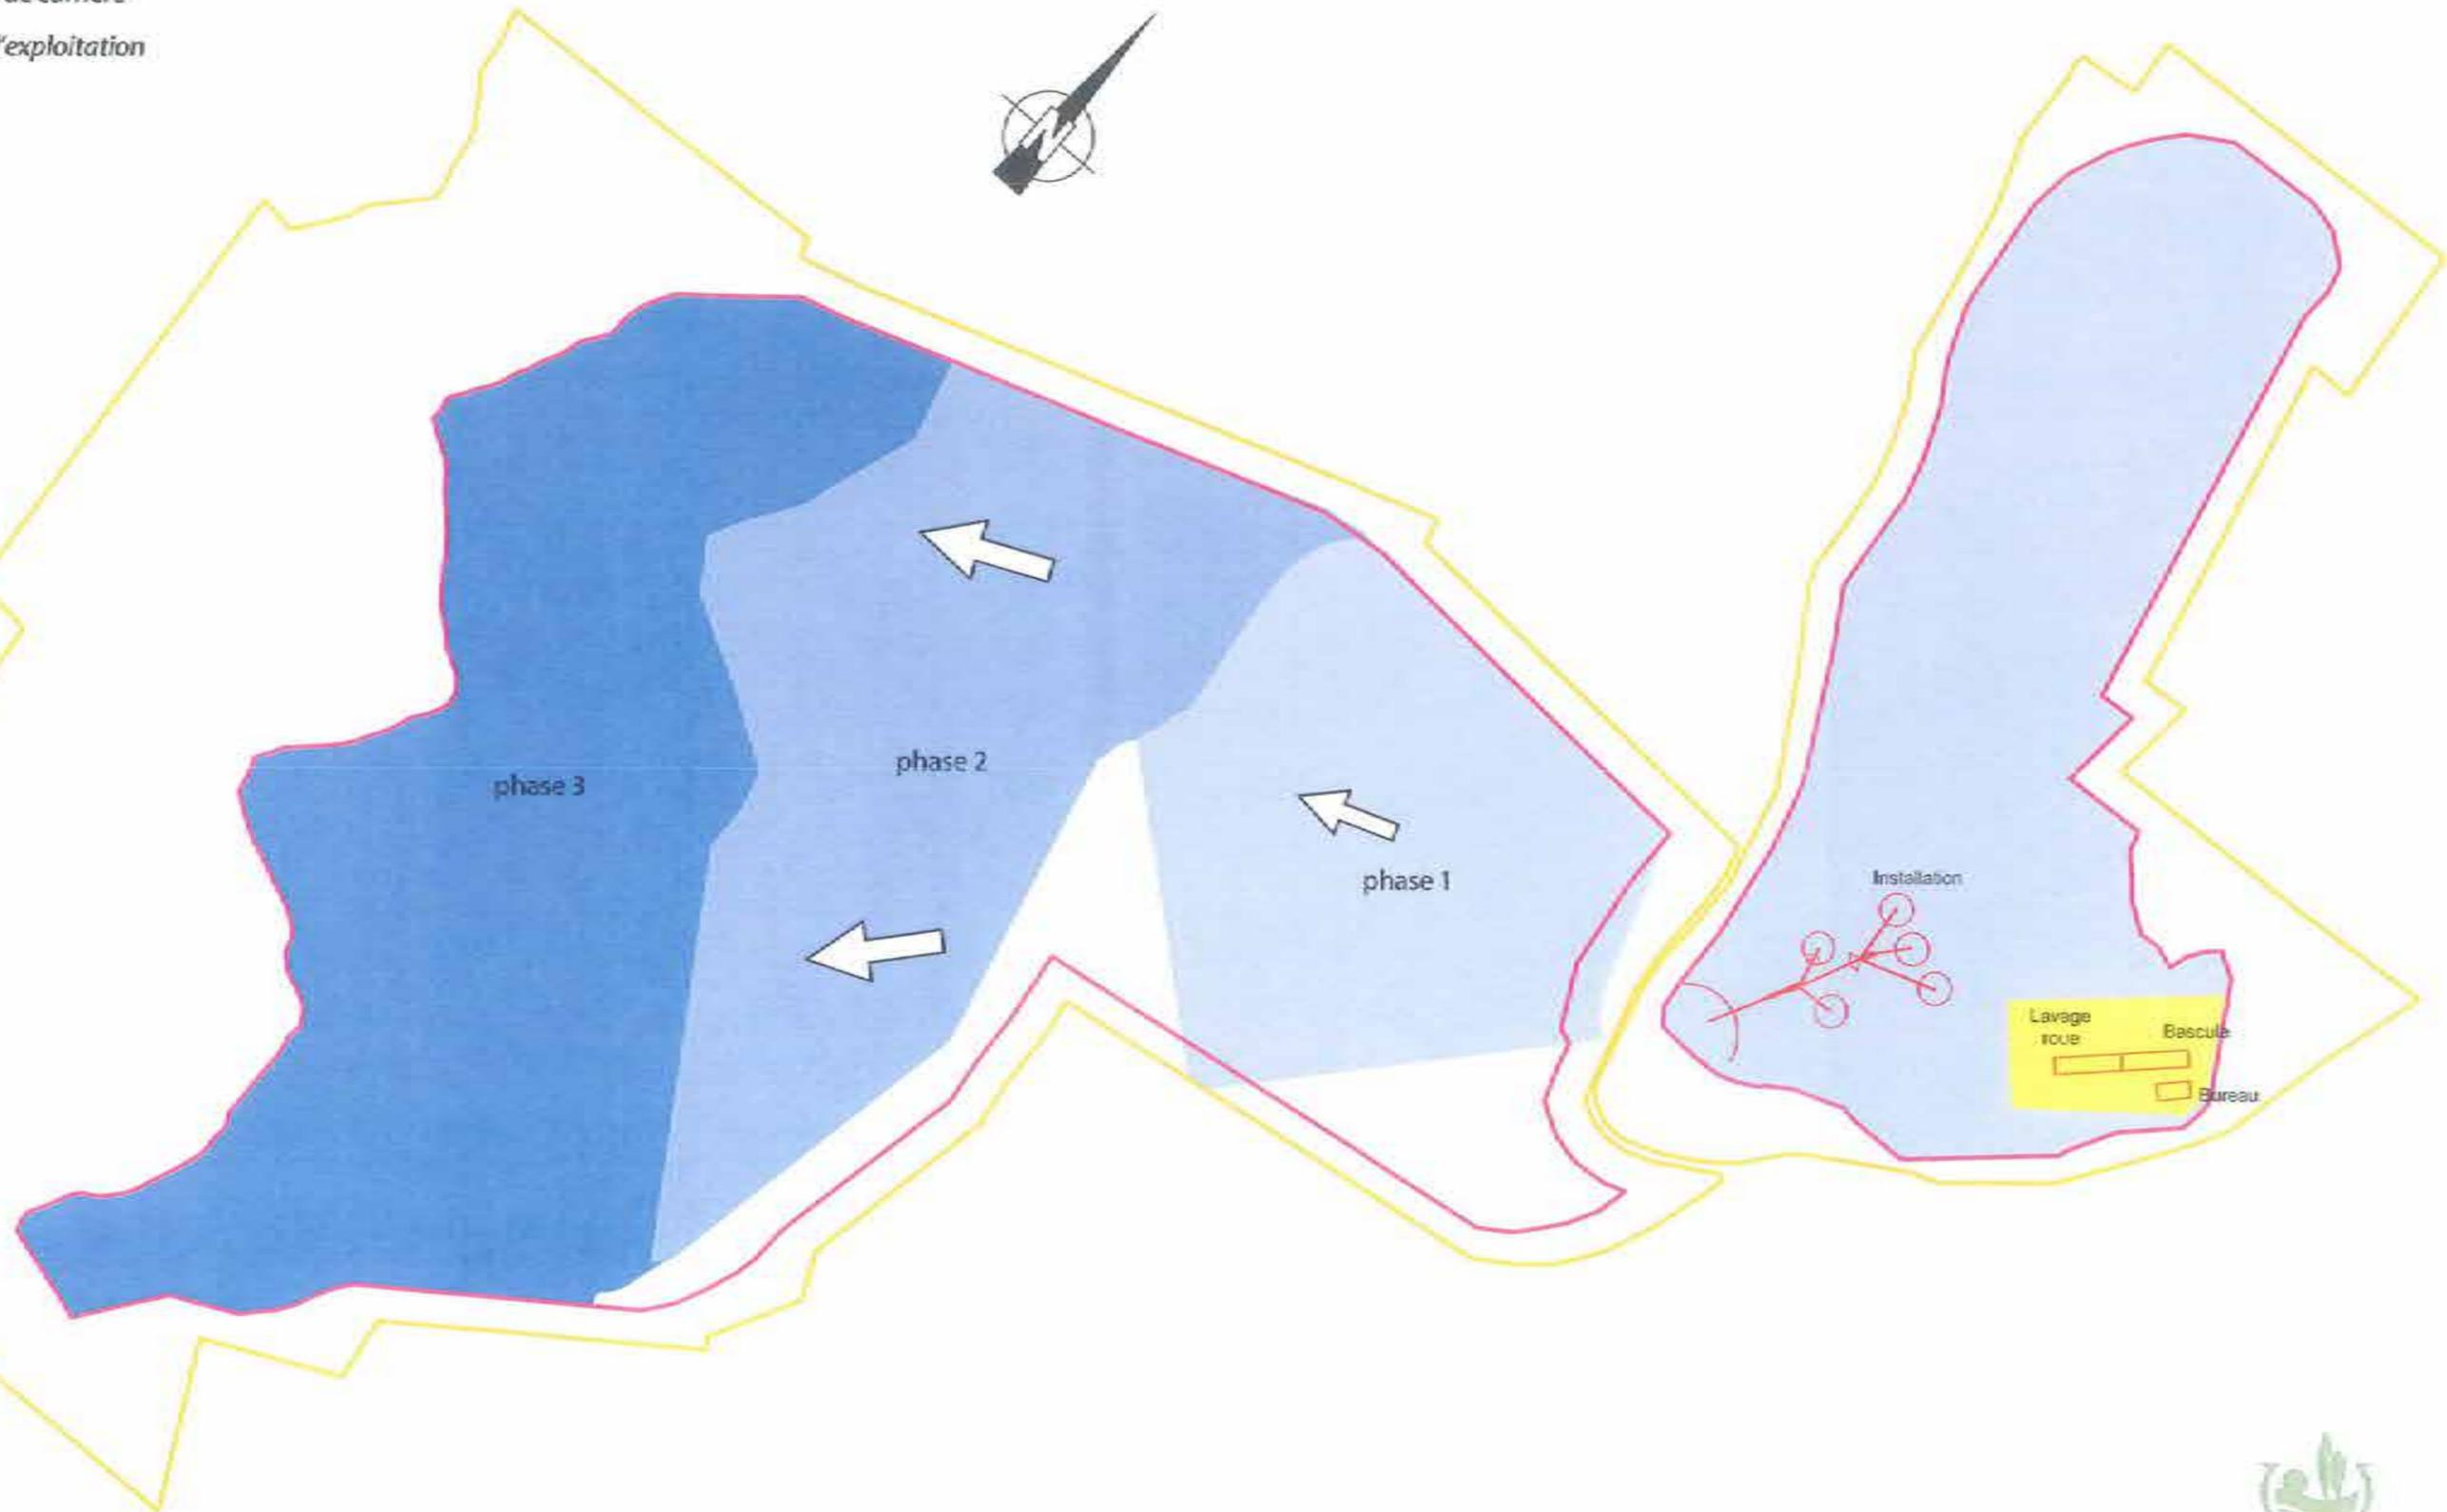 l'exploitation
N
phase 3
phase 2
phase 1
Installation
Lavage
roue
Bascule
Bureau